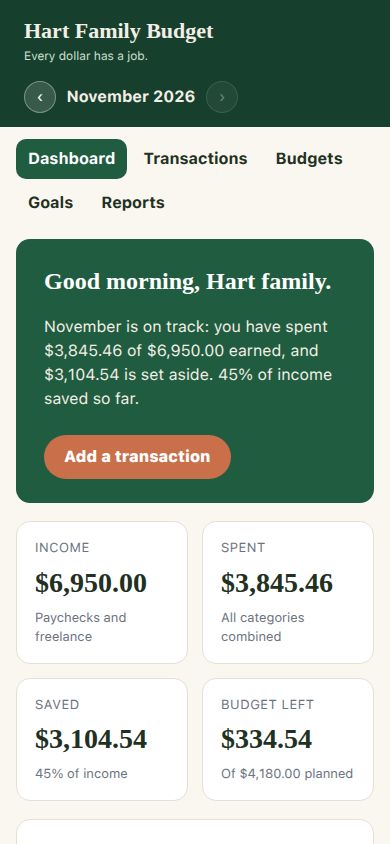 Hart Family Budget
Every dollar has a job.
‹ November 2026 ›
Dashboard Transactions Budgets
Goals Reports
Good morning, Hart family.
November is on track: you have spent
$3,845.46 of $6,950.00 earned, and
$3,104.54 is set aside. 45% of income
saved so far.
Add a transaction
INCOME
$6,950.00
Paychecks and
freelance
SPENT
$3,845.46
All categories
combined
SAVED
$3,104.54
45% of income
BUDGET LEFT
$334.54
Of $4,180.00 planned